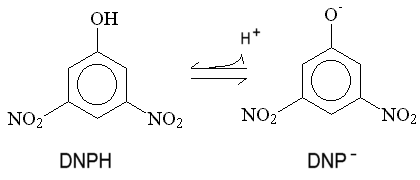 OH
NO₂ NO₂
DNPH
H⁺
O⁻
NO₂ NO₂
DNP⁻